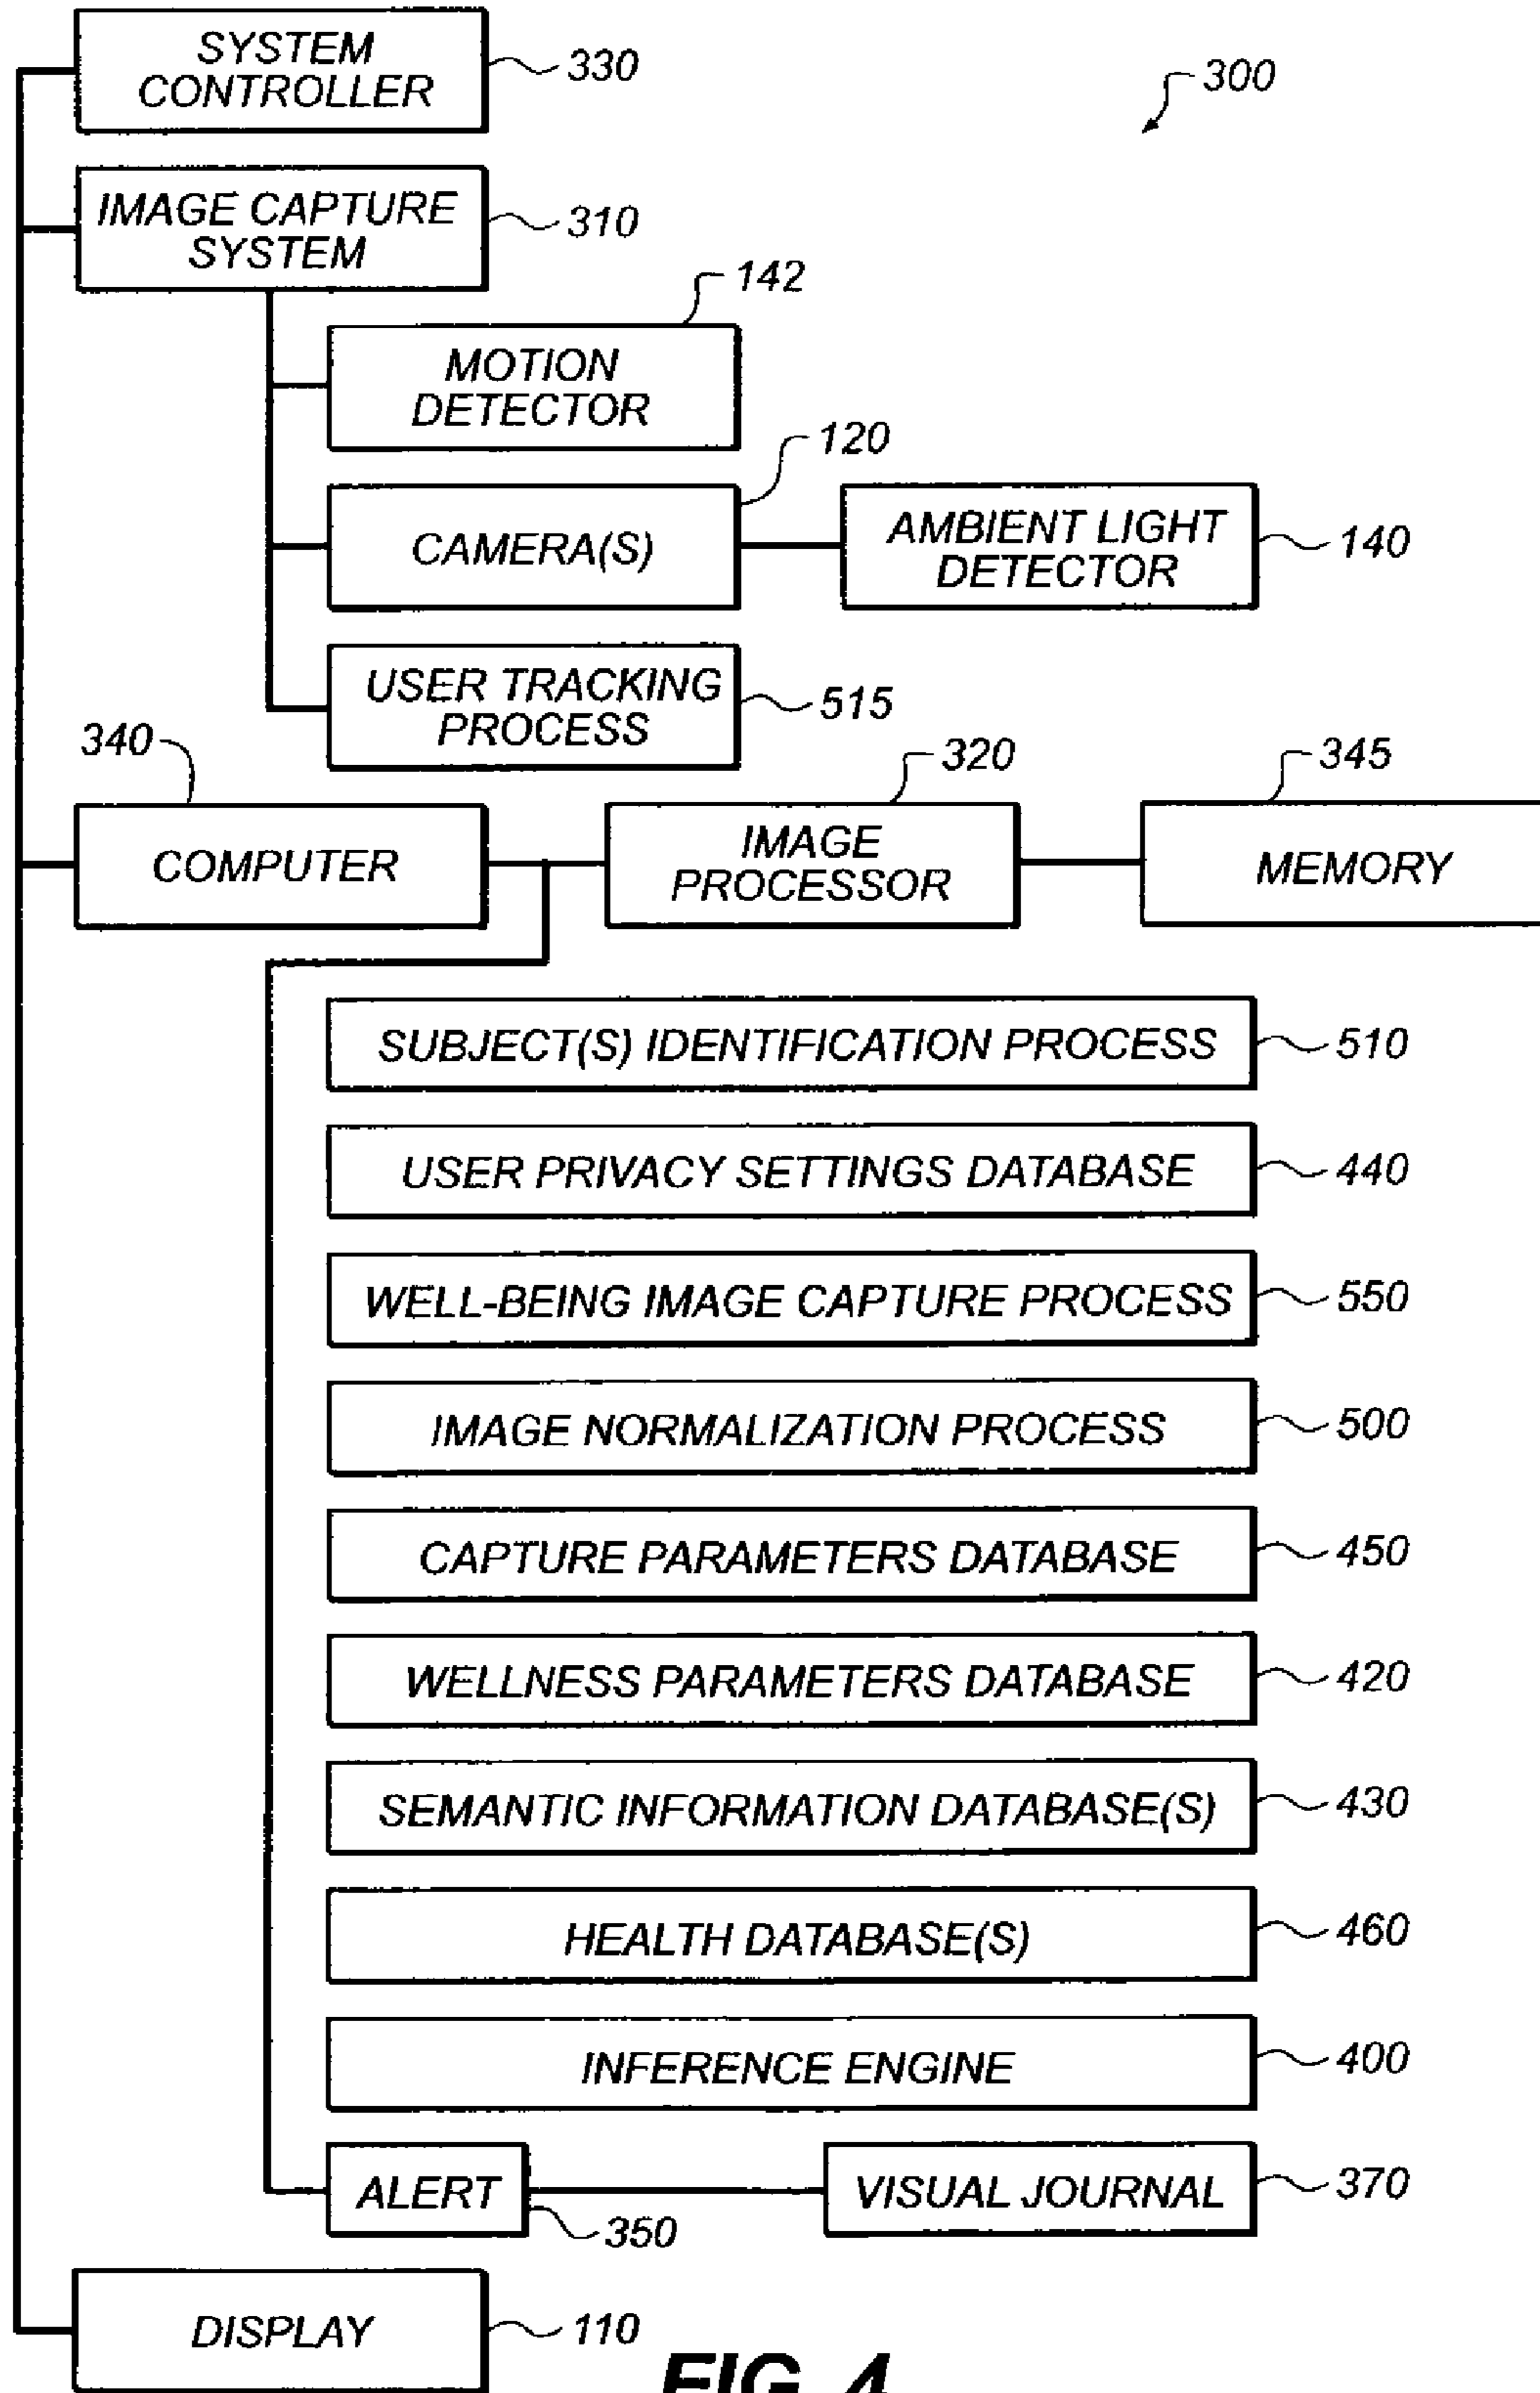 SYSTEM
CONTROLLER
330
300
IMAGE CAPTURE
SYSTEM
310
142
MOTION
DETECTOR
120
CAMERA(S)
AMBIENT LIGHT
DETECTOR
140
USER TRACKING
PROCESS
515
340
COMPUTER
320
IMAGE
PROCESSOR
345
MEMORY
SUBJECT(S) IDENTIFICATION PROCESS
510
USER PRIVACY SETTINGS DATABASE
440
WELL-BEING IMAGE CAPTURE PROCESS
550
IMAGE NORMALIZATION PROCESS
500
CAPTURE PARAMETERS DATABASE
450
WELLNESS PARAMETERS DATABASE
420
SEMANTIC INFORMATION DATABASE(S)
430
HEALTH DATABASE(S)
460
INFERENCE ENGINE
400
ALERT
350
VISUAL JOURNAL
370
DISPLAY
110
FIG. 4